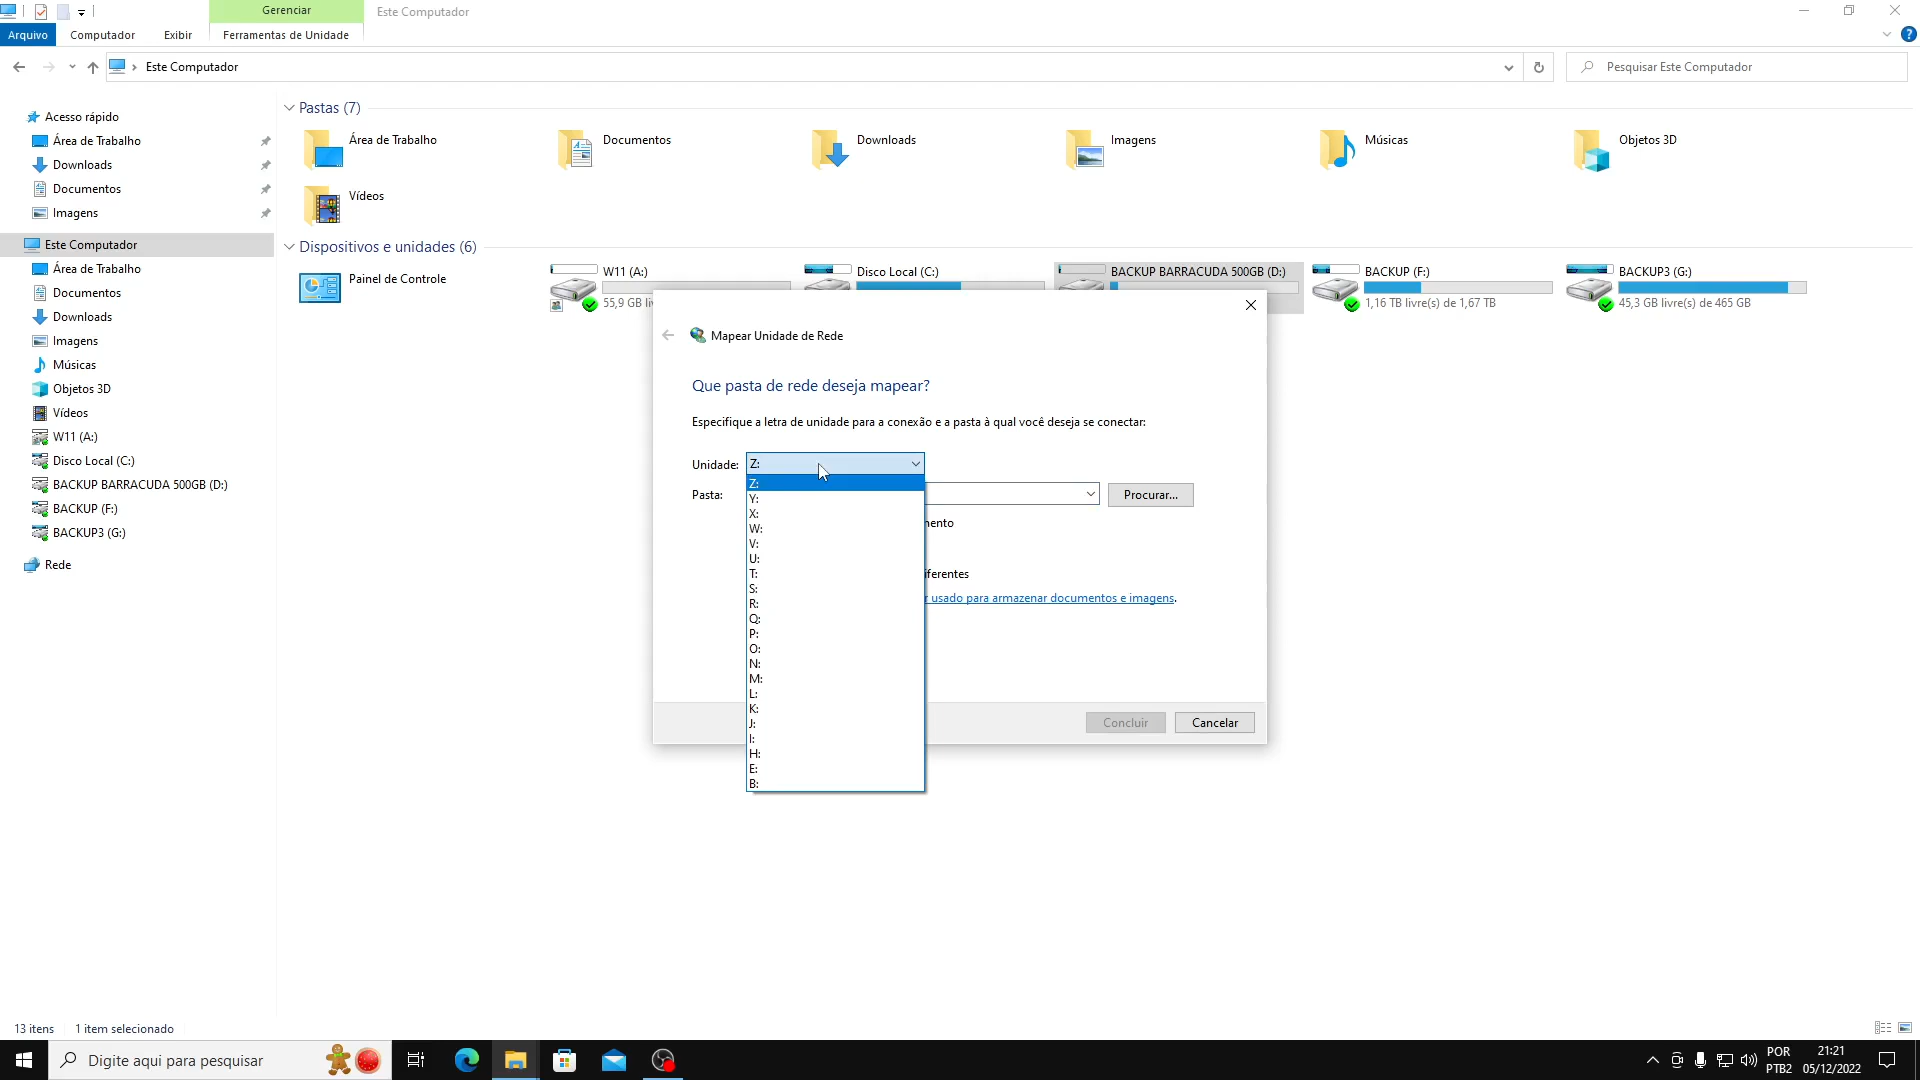 Gerenciar
Este Computador
Arquivo
Computador
Exibir
Ferramentas de Unidade
?
Este Computador
Pesquisar Este Computador
Acesso rápido
Área de Trabalho
Downloads
Documentos
Imagens
Este Computador
Área de Trabalho
Documentos
Downloads
Imagens
Músicas
Objetos 3D
Vídeos
W11 (A:)
Disco Local (C:)
BACKUP BARRACUDA 500GB (D:)
BACKUP (F:)
BACKUP3 (G:)
Rede
Pastas (7)
Área de Trabalho
Documentos
Downloads
Imagens
Músicas
Objetos 3D
Vídeos
Dispositivos e unidades (6)
Painel de Controle
W11 (A:)
55,9 GB liv
Disco Local (C:)
BACKUP BARRACUDA 500GB (D:)
BACKUP (F:)
1,16 TB livre(s) de 1,67 TB
BACKUP3 (G:)
45,3 GB livre(s) de 465 GB
Mapear Unidade de Rede
Que pasta de rede deseja mapear?
Especifique a letra de unidade para a conexão e a pasta à qual você deseja se conectar:
Unidade: Z:
Pasta:
Procurar...
Z:
Y:
X:
W:
V:
U:
T:
S:
R:
Q:
P:
O:
N:
M:
L:
K:
J:
I:
H:
E:
B:
nento
iferentes
r usado para armazenar documentos e imagens.
Concluir
Cancelar
13 itens
1 item selecionado
Digite aqui para pesquisar
POR
PTB2
21:21
05/12/2022